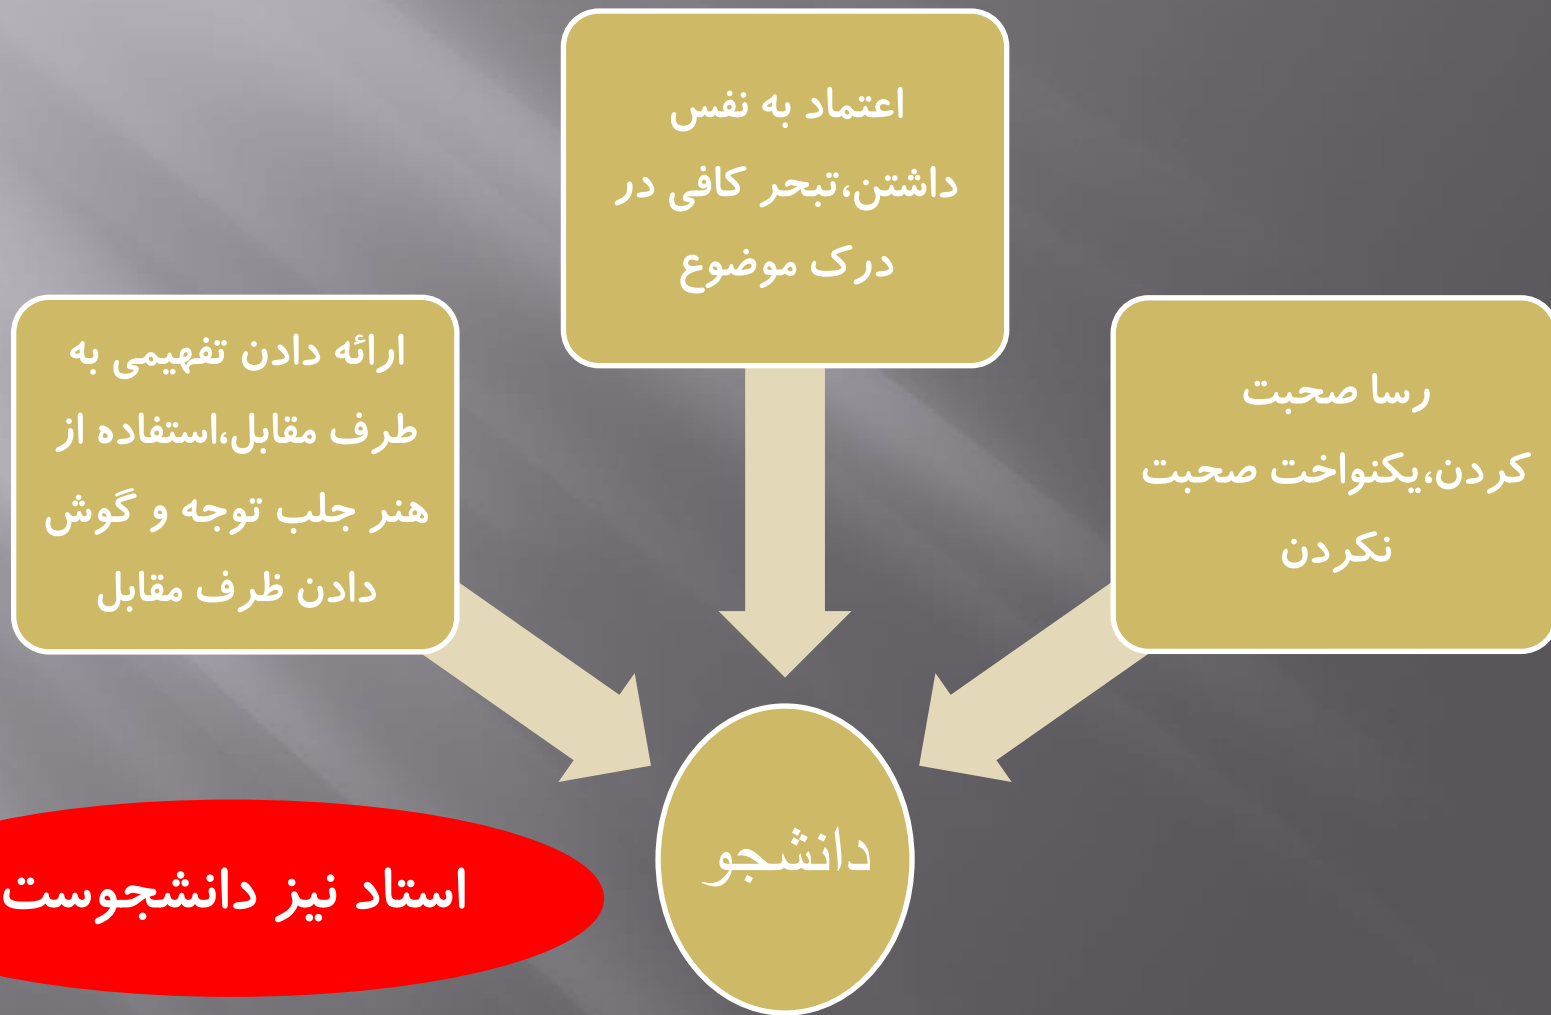 اعتماد به نفس
داشتن،تبحر کافی در
درک موضوع
رسا صحبت
کردن،یکنواخت صحبت
نکردن
ارائه دادن تفهیمی به
طرف مقابل،استفاده از
هنر جلب توجه و گوش
دادن ظرف مقابل
دانشجو
استاد نیز دانشجوست